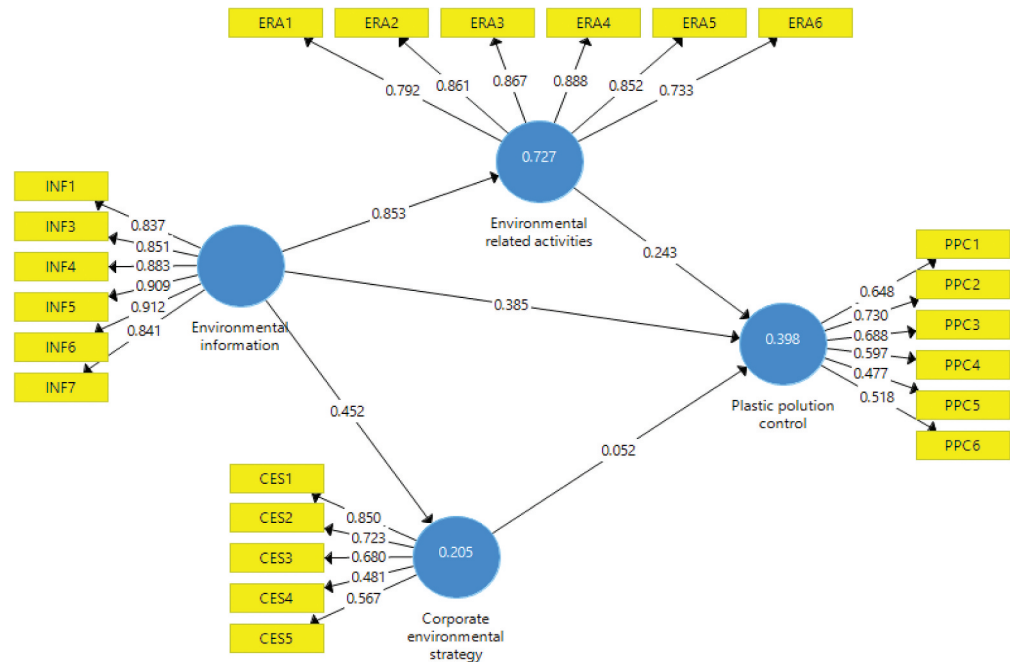 ERA1
ERA2
ERA3
ERA4
ERA5
ERA6
0.792
0.861
0.867
0.888
0.852
0.733
0.727
Environmental
related activities
INF1
INF3
INF4
INF5
INF6
INF7
0.837
0.851
0.883
0.909
0.912
0.841
Environmental
information
0.853
0.385
0.452
0.243
0.052
PPC1
PPC2
PPC3
PPC4
PPC5
PPC6
0.648
0.730
0.688
0.597
0.477
0.518
0.398
Plastic polution
control
CES1
CES2
CES3
CES4
CES5
0.850
0.723
0.680
0.481
0.567
0.205
Corporate
environmental
strategy